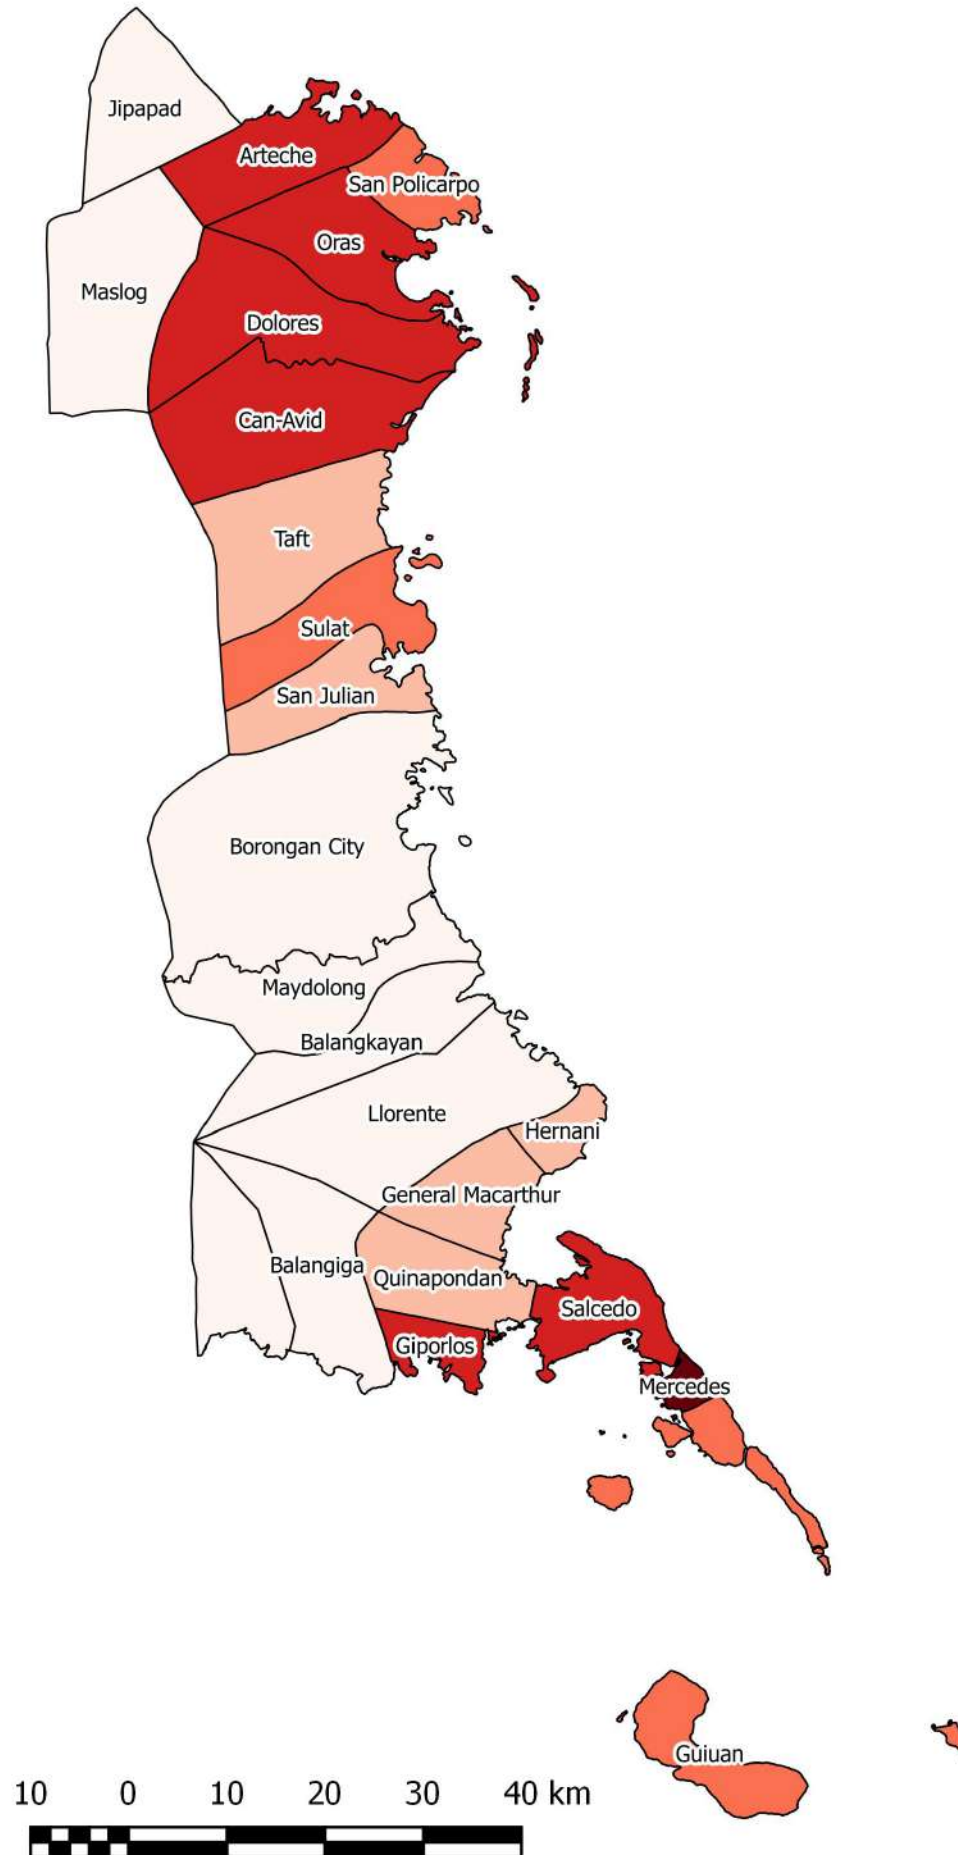 Jipapad
Arteche
San Policarpo
Oras
Maslog
Dolores
Can-Avid
Taft
Sulat
San Julian
Borongan City
Maydolong
Balangkayan
Llorente
Hernani
General Macarthur
Balangiga
Quinapondan
Salcedo
Giporlos
Mercedes
Guiuan
10 0 10 20 30 40 km